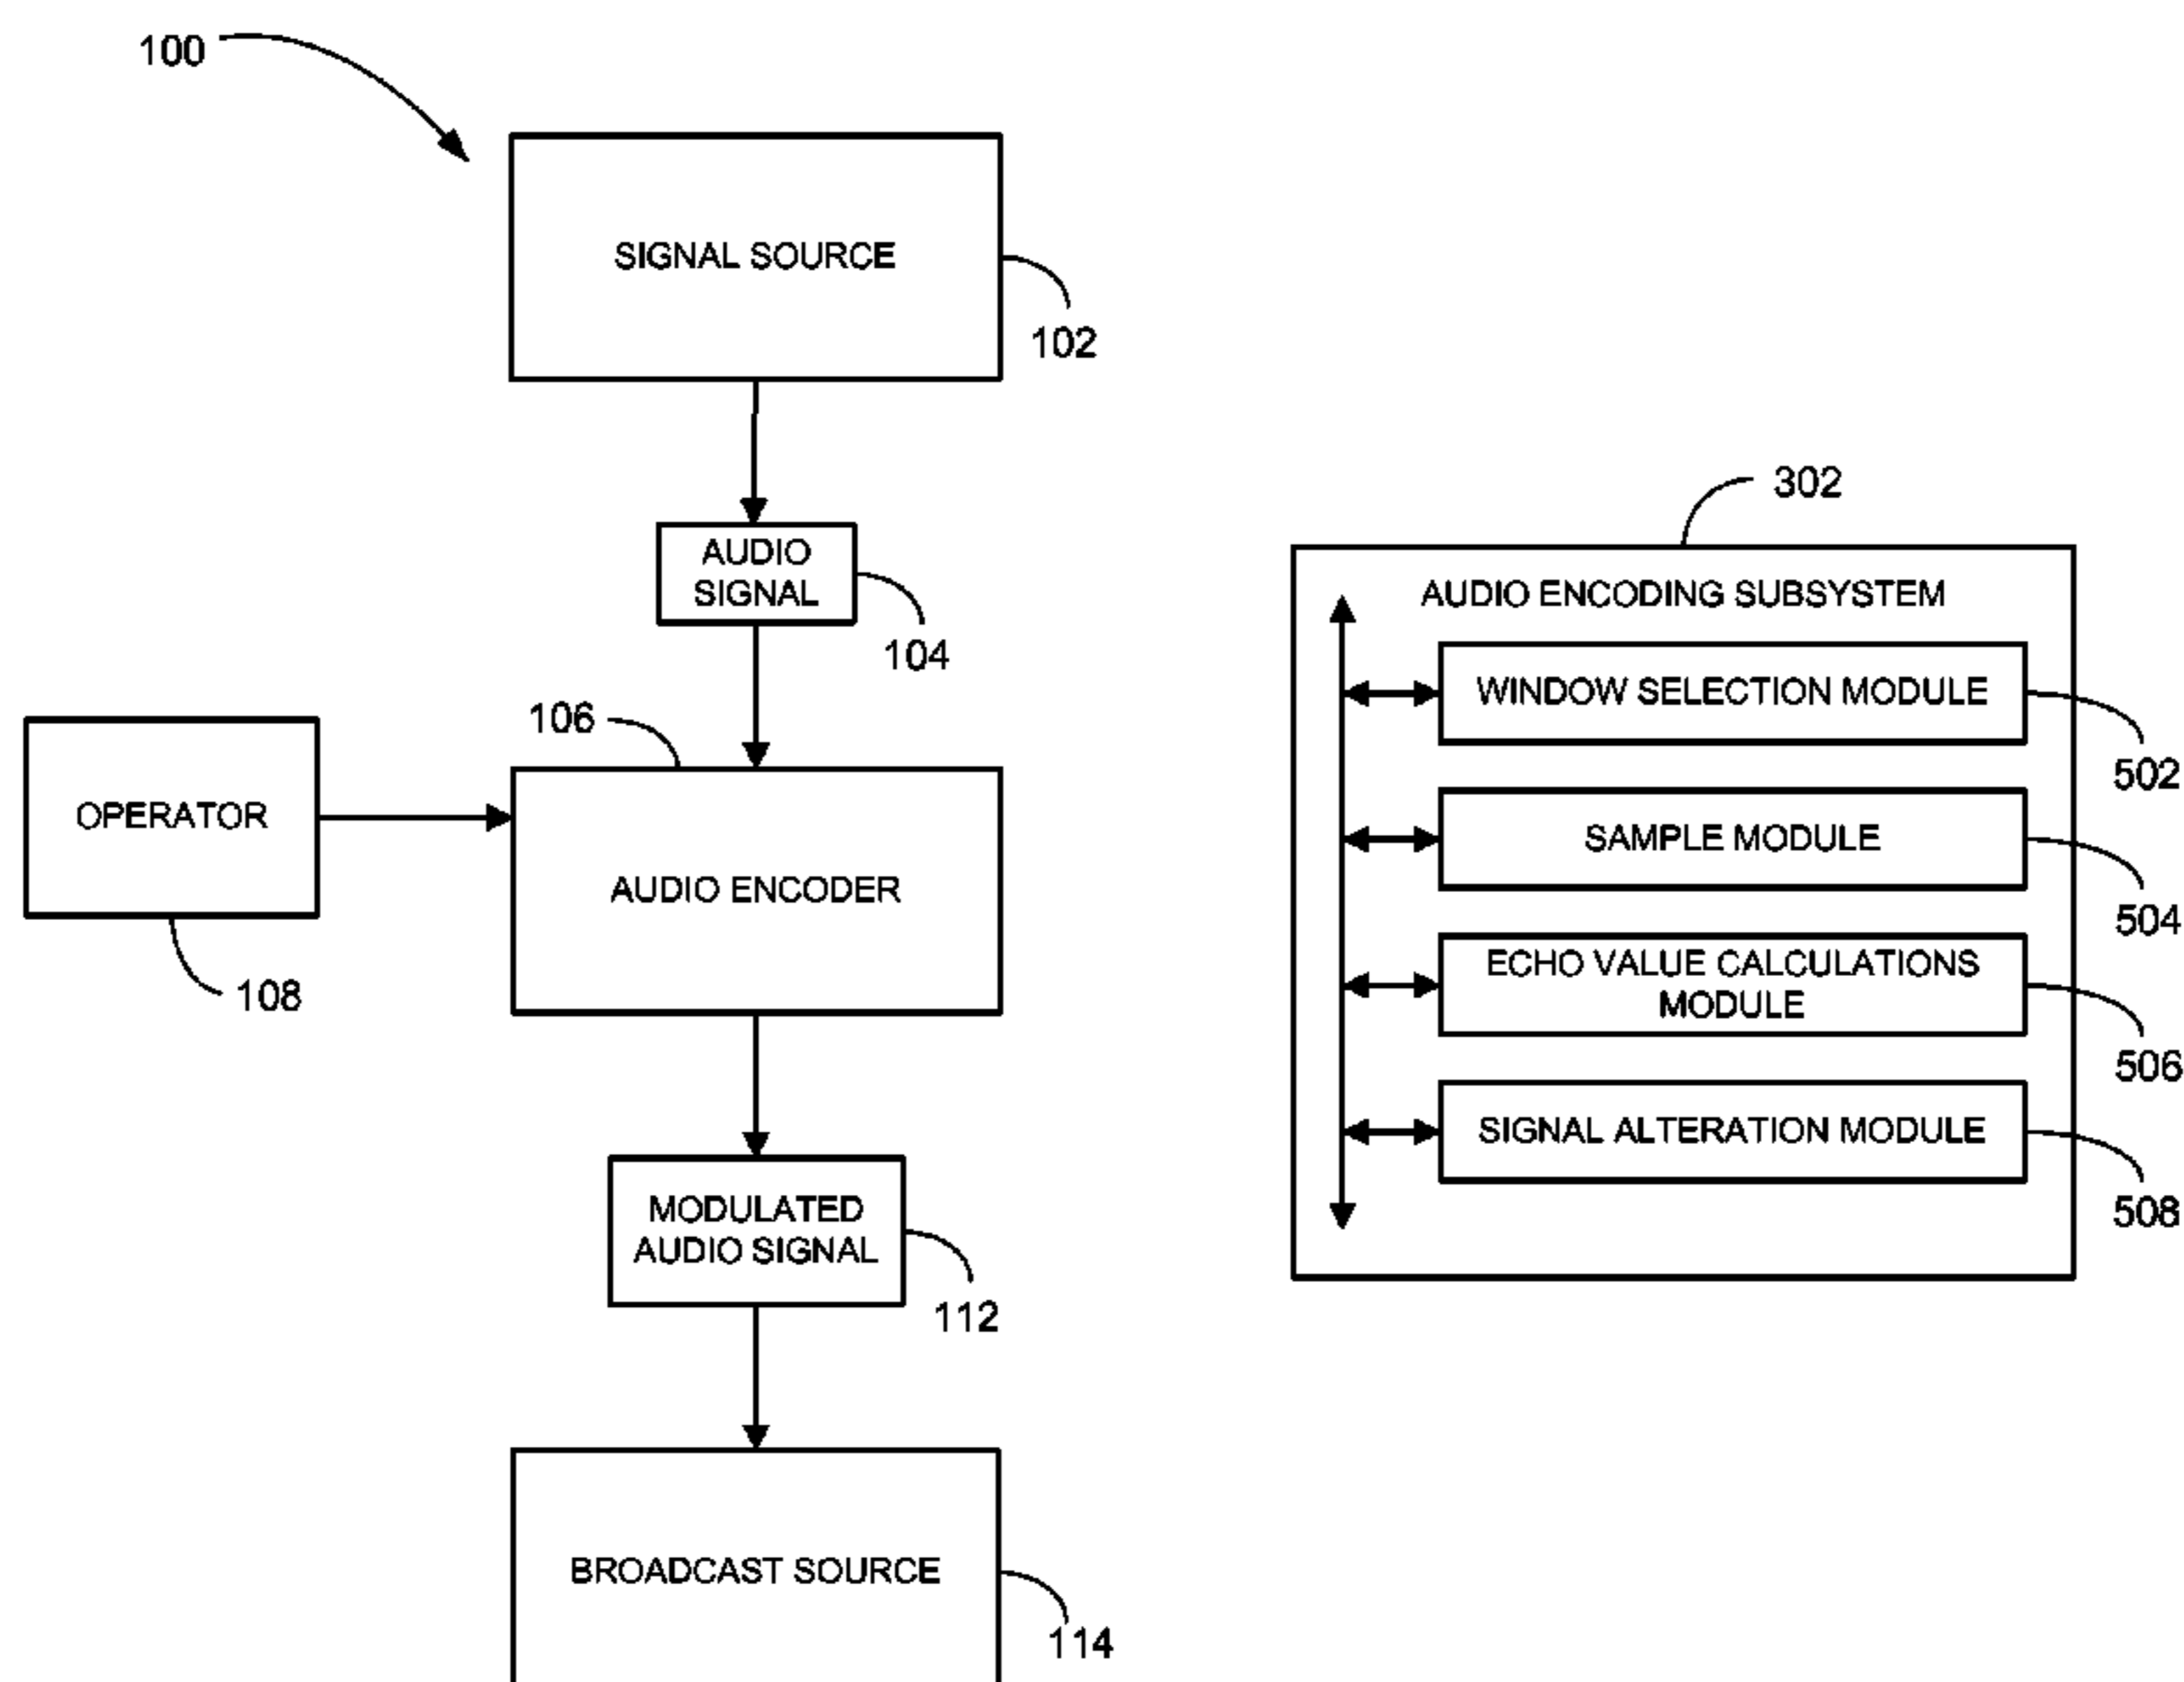 100
SIGNAL SOURCE
102
AUDIO
SIGNAL
104
106
OPERATOR
108
AUDIO ENCODER
MODULATED
AUDIO SIGNAL
112
BROADCAST SOURCE
114
302
AUDIO ENCODING SUBSYSTEM
WINDOW SELECTION MODULE
502
SAMPLE MODULE
504
ECHO VALUE CALCULATIONS
MODULE
506
SIGNAL ALTERATION MODULE
508